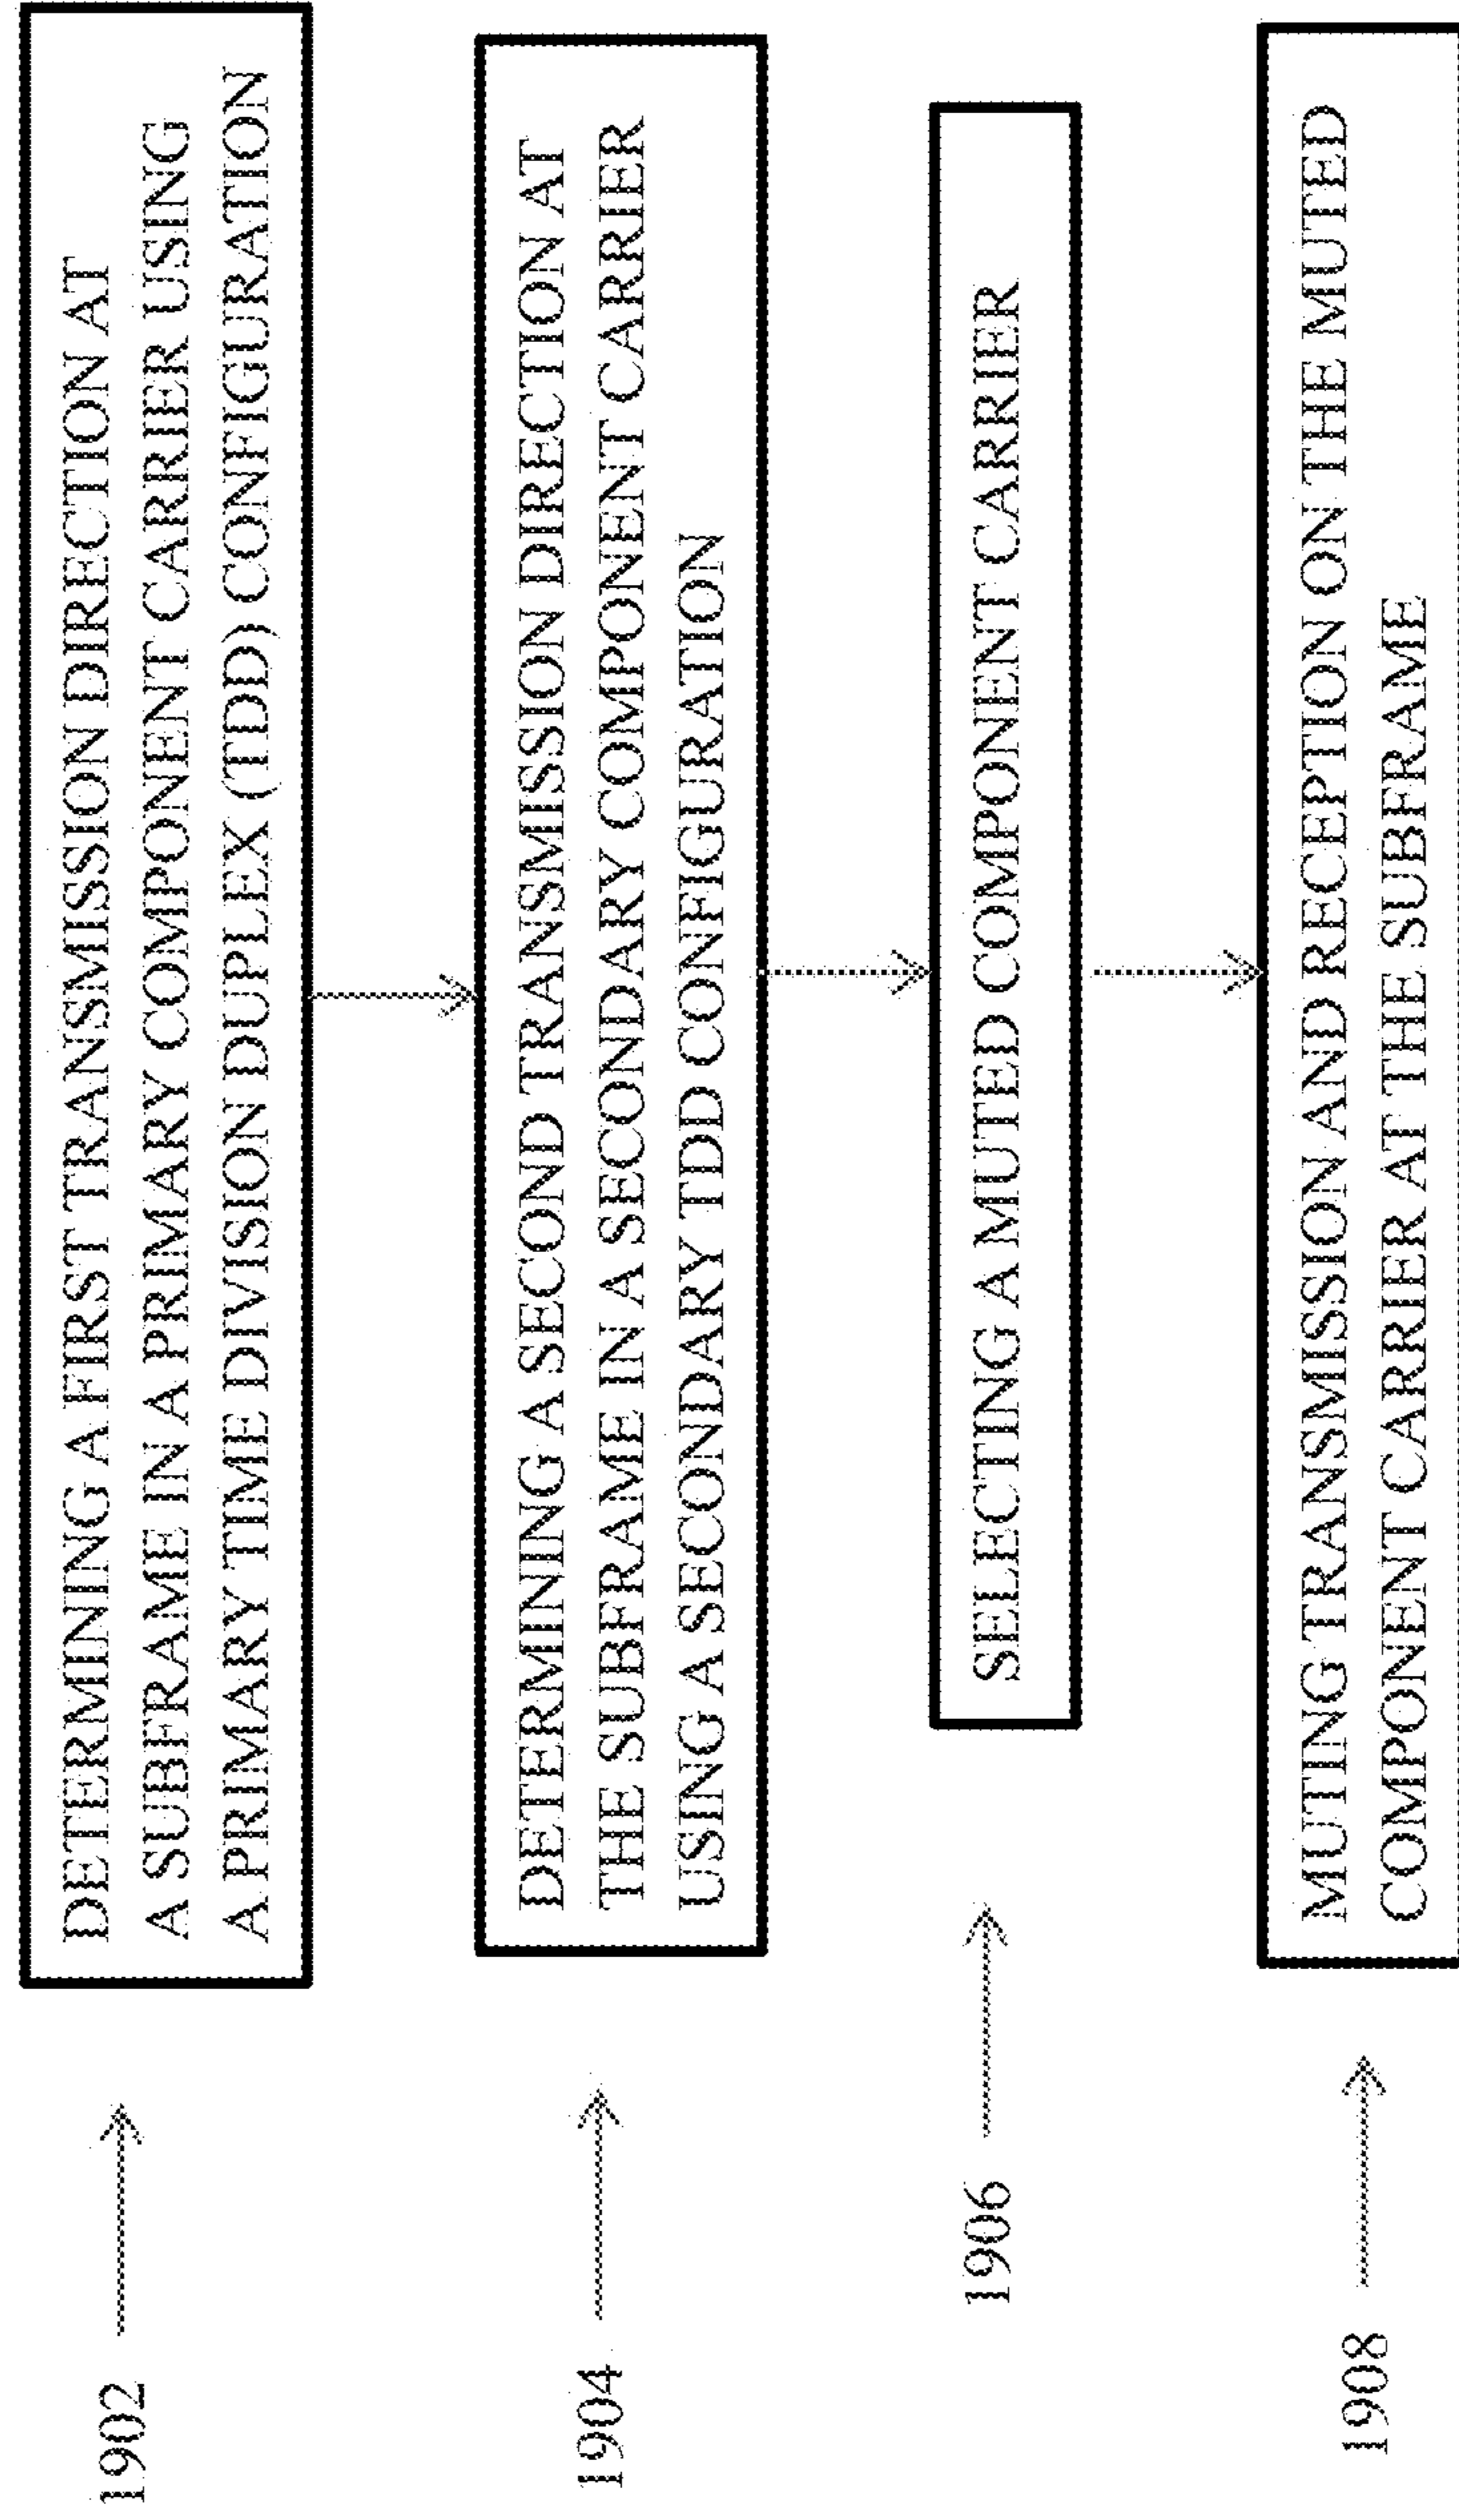 1902
DETERMINING A FIRST TRANSMISSION DIRECTION AT
A SUBFRAME IN A PRIMARY COMPONENT CARRIER USING
A PRIMARY TIME DIVISION DUPLEX (TDD) CONFIGURATION
1904
DETERMINING A SECOND TRANSMISSION DIRECTION AT
THE SUBFRAME IN A SECONDARY COMPONENT CARRIER
USING A SECONDARY TDD CONFIGURATION
1906
SELECTING A MUTED COMPONENT CARRIER
1908
MUTING TRANSMISSION AND RECEPTION ON THE MUTED
COMPONENT CARRIER AT THE SUBFRAME